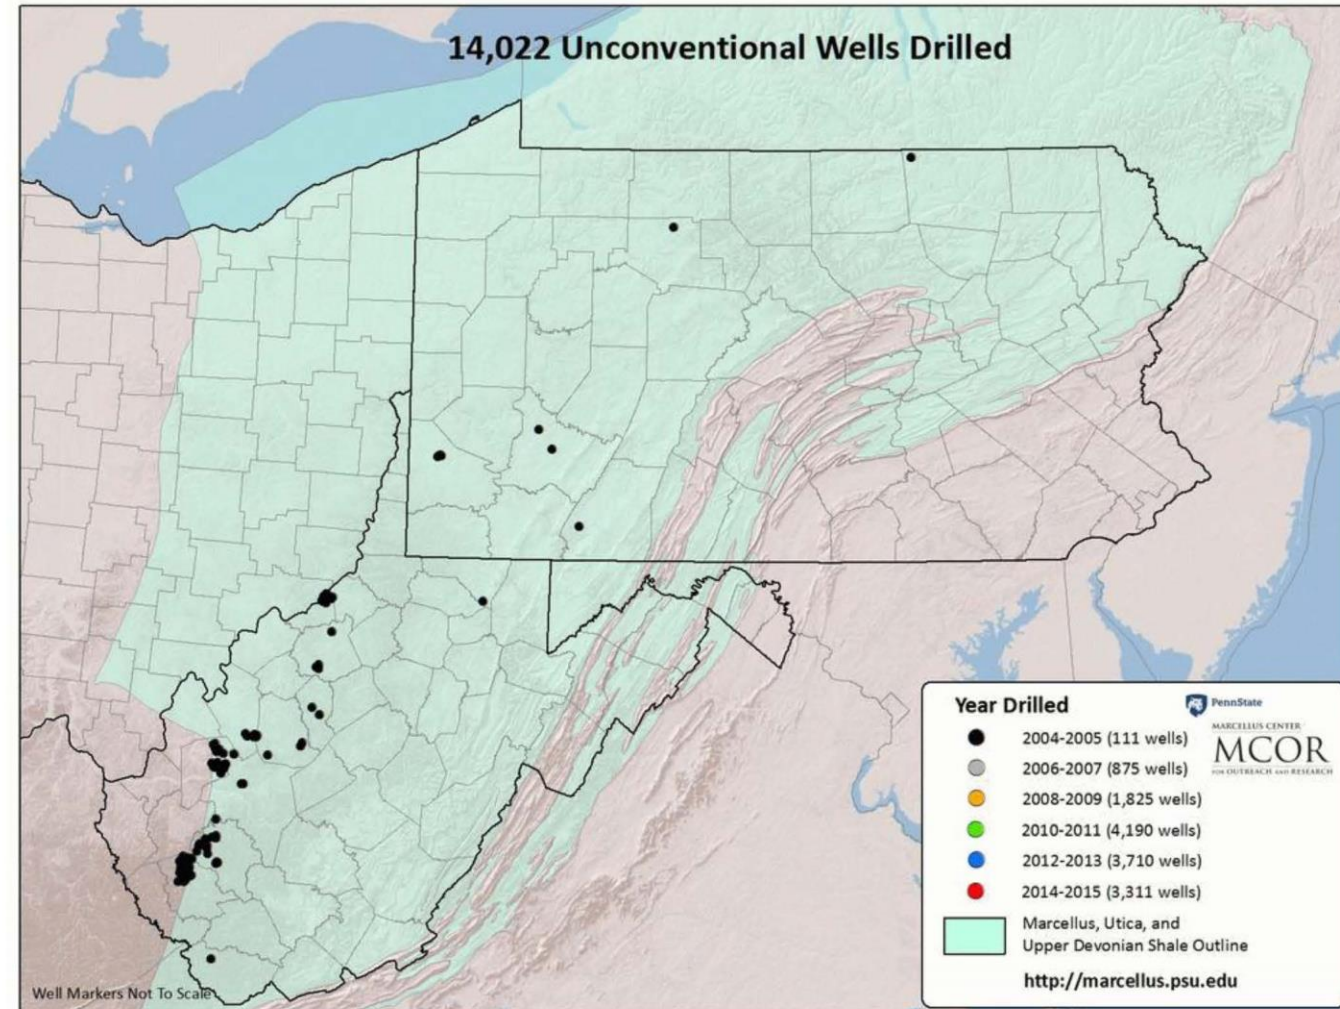 14,022 Unconventional Wells Drilled
Year Drilled
PennState
MARCELLUS CENTER
MCOR
FOR OUTREACH AND RESEARCH
2004-2005 (111 wells)
2006-2007 (875 wells)
2008-2009 (1,825 wells)
2010-2011 (4,190 wells)
2012-2013 (3,710 wells)
2014-2015 (3,311 wells)
Marcellus, Utica, and
Upper Devonian Shale Outline
http://marcellus.psu.edu
Well Markers Not To Scale